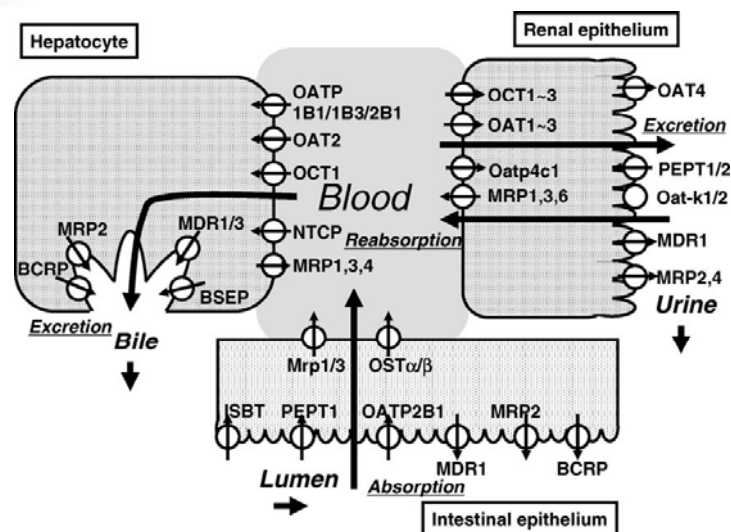 Hepatocyte
Renal epithelium
OATP
1B1/1B3/2B1
OAT2
OCT1
NTCP
MRP1,3,4
MRP2
MDR1/3
BCRP
BSEP
Excretion
Bile
Blood
Reabsorption
OCT1~3
OAT1~3
Oatp4c1
MRP1,3,6
OAT4
Excretion
PEPT1/2
Oat-k1/2
MDR1
MRP2,4
Urine
Mrp1/3
OSTα/β
ISBT
PEPT1
OATP2B1
MRP2
MDR1
BCRP
Lumen
Absorption
Intestinal epithelium